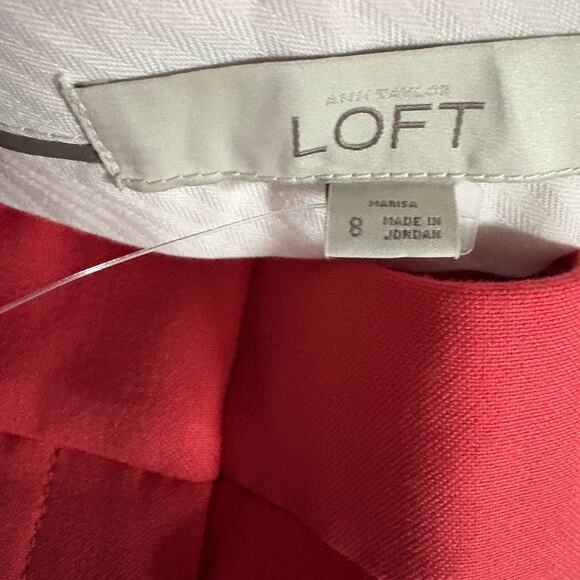 ANN TAYLOR
LOFT
MARISA
8 MADE IN
JORDAN